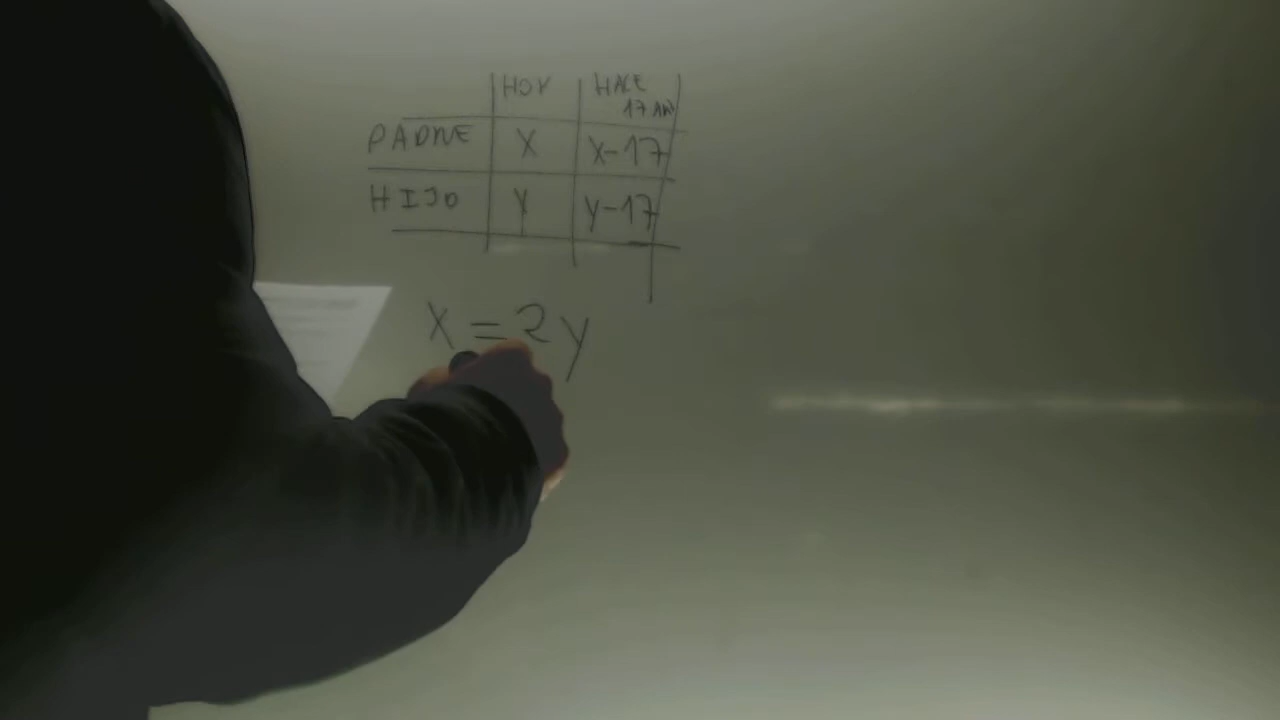 HOY HACE
17 AÑ
PADRE X X-17
HIJO Y Y-17
X = 2y